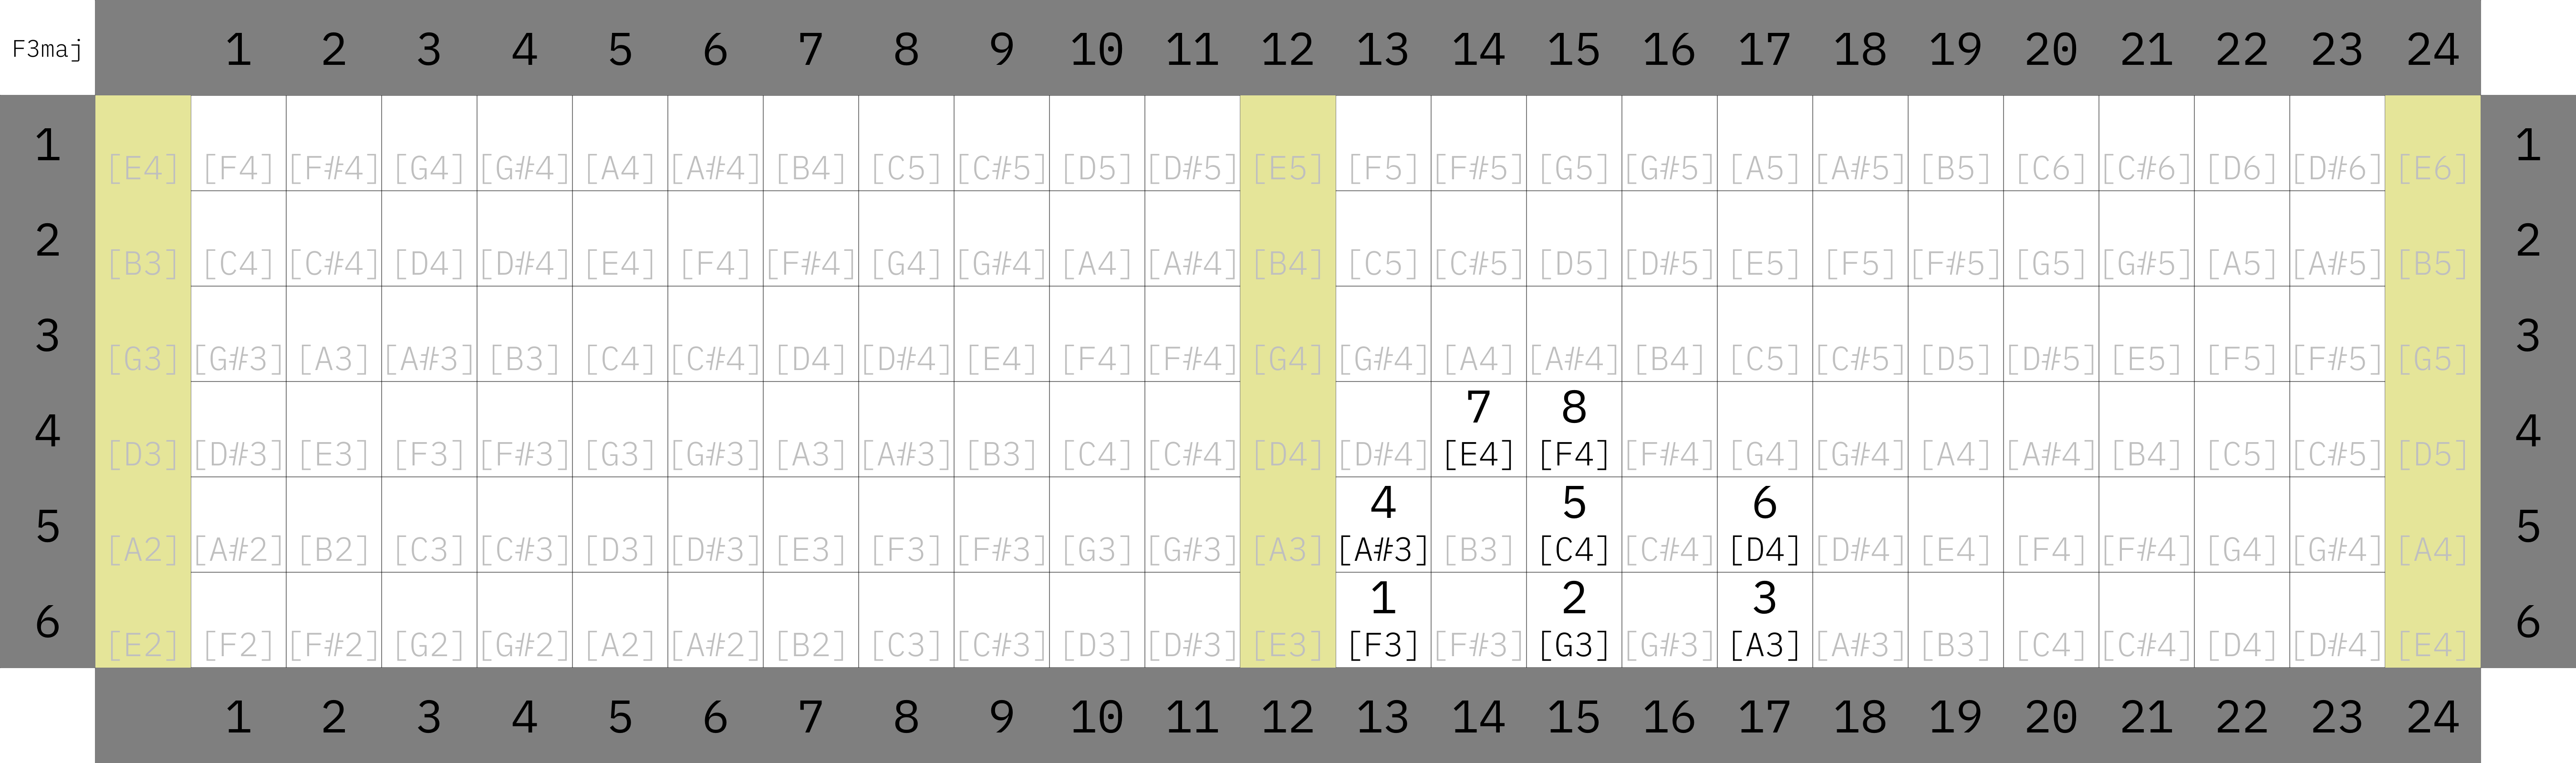 F3maj 1 2 3 4 5 6 7 8 9 10 11 12 13 14 15 16 17 18 19 20 21 22 23 24
1 [E4] [F4] [F#4] [G4] [G#4] [A4] [A#4] [B4] [C5] [C#5] [D5] [D#5] [E5] [F5] [F#5] [G5] [G#5] [A5] [A#5] [B5] [C6] [C#6] [D6] [D#6] [E6] 1
2 [B3] [C4] [C#4] [D4] [D#4] [E4] [F4] [F#4] [G4] [G#4] [A4] [A#4] [B4] [C5] [C#5] [D5] [D#5] [E5] [F5] [F#5] [G5] [G#5] [A5] [A#5] [B5] 2
3 [G3] [G#3] [A3] [A#3] [B3] [C4] [C#4] [D4] [D#4] [E4] [F4] [F#4] [G4] [G#4] [A4] [A#4] [B4] [C5] [C#5] [D5] [D#5] [E5] [F5] [F#5] [G5] 3
7 8
4 [D3] [D#3] [E3] [F3] [F#3] [G3] [G#3] [A3] [A#3] [B3] [C4] [C#4] [D4] [D#4] [E4] [F4] [F#4] [G4] [G#4] [A4] [A#4] [B4] [C5] [C#5] [D5] 4
4 5 6
5 [A2] [A#2] [B2] [C3] [C#3] [D3] [D#3] [E3] [F3] [F#3] [G3] [G#3] [A3] [A#3] [B3] [C4] [C#4] [D4] [D#4] [E4] [F4] [F#4] [G4] [G#4] [A4] 5
1 2 3
6 [E2] [F2] [F#2] [G2] [G#2] [A2] [A#2] [B2] [C3] [C#3] [D3] [D#3] [E3] [F3] [F#3] [G3] [G#3] [A3] [A#3] [B3] [C4] [C#4] [D4] [D#4] [E4] 6
1 2 3 4 5 6 7 8 9 10 11 12 13 14 15 16 17 18 19 20 21 22 23 24